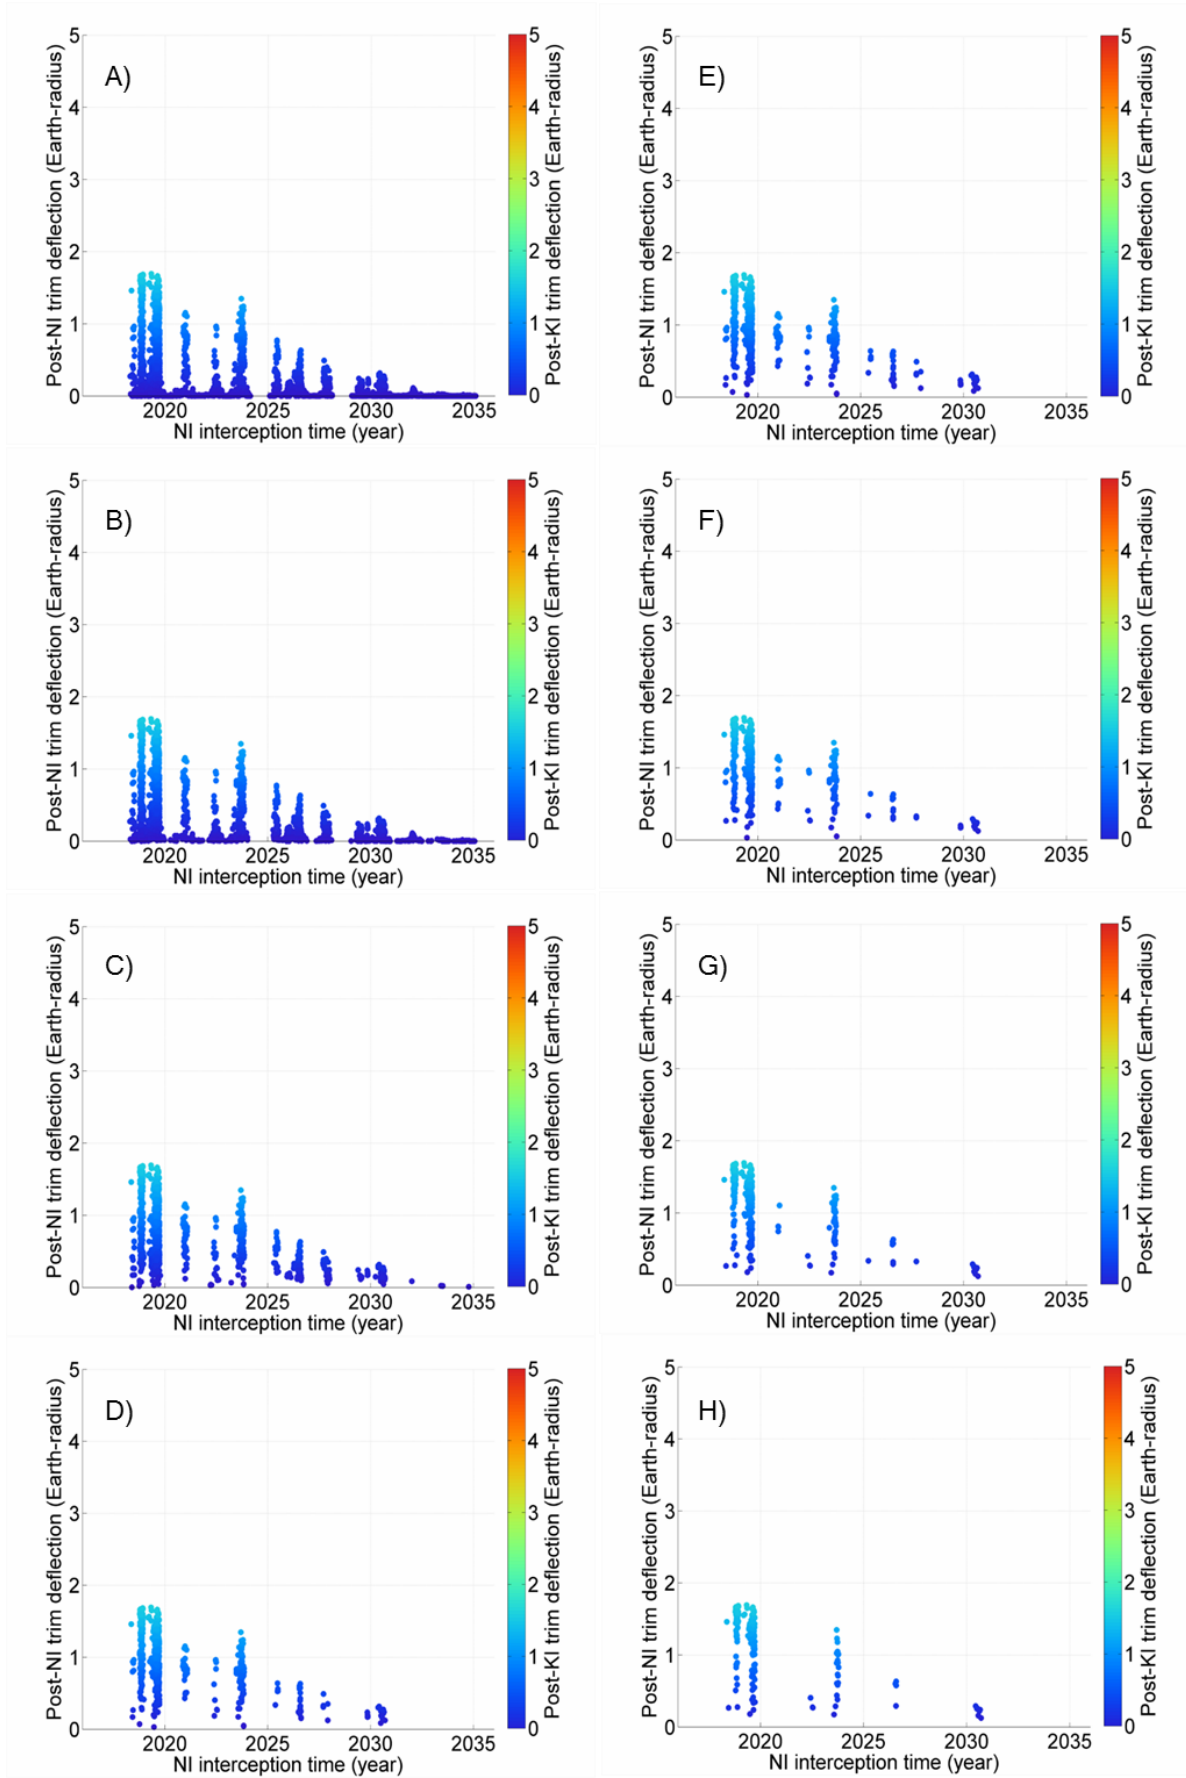 A)
Post-NI trim deflection (Earth-radius)
5
4
3
2
1
0
2020 2025 2030 2035
NI interception time (year)
5
4
3
2
1
0
Post-KI trim deflection (Earth-radius)
E)
Post-NI trim deflection (Earth-radius)
5
4
3
2
1
0
2020 2025 2030 2035
NI interception time (year)
5
4
3
2
1
0
Post-KI trim deflection (Earth-radius)
B)
Post-NI trim deflection (Earth-radius)
5
4
3
2
1
0
2020 2025 2030 2035
NI interception time (year)
5
4
3
2
1
0
Post-KI trim deflection (Earth-radius)
F)
Post-NI trim deflection (Earth-radius)
5
4
3
2
1
0
2020 2025 2030 2035
NI interception time (year)
5
4
3
2
1
0
Post-KI trim deflection (Earth-radius)
C)
Post-NI trim deflection (Earth-radius)
5
4
3
2
1
0
2020 2025 2030 2035
NI interception time (year)
5
4
3
2
1
0
Post-KI trim deflection (Earth-radius)
G)
Post-NI trim deflection (Earth-radius)
5
4
3
2
1
0
2020 2025 2030 2035
NI interception time (year)
5
4
3
2
1
0
Post-KI trim deflection (Earth-radius)
D)
Post-NI trim deflection (Earth-radius)
5
4
3
2
1
0
2020 2025 2030 2035
NI interception time (year)
5
4
3
2
1
0
Post-KI trim deflection (Earth-radius)
H)
Post-NI trim deflection (Earth-radius)
5
4
3
2
1
0
2020 2025 2030 2035
NI interception time (year)
5
4
3
2
1
0
Post-KI trim deflection (Earth-radius)